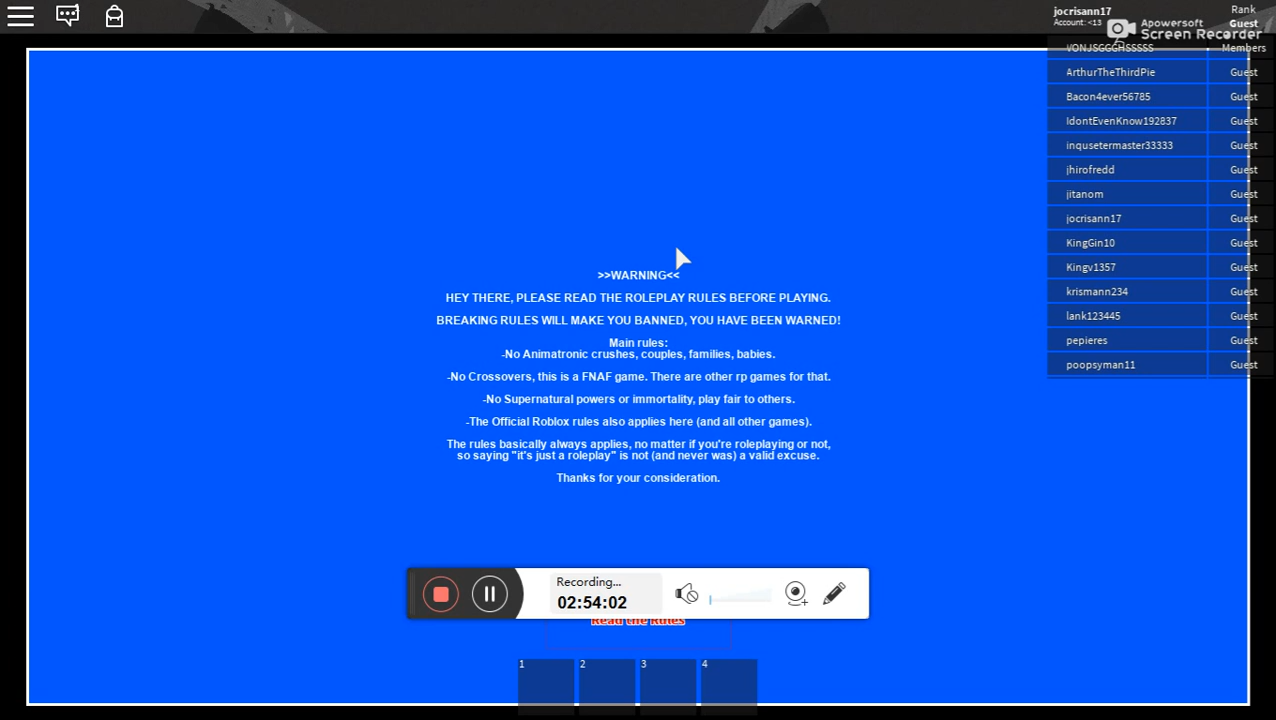 jocrisann17
Account: <13
Rank
Guest
Apowersoft
Screen Recorder
VONJSGGGHSSSSS Members
ArthurTheThirdPie Guest
Bacon4ever56785 Guest
IdontEvenKnow192837 Guest
inqusetermaster33333 Guest
jhirofredd Guest
jitanom Guest
jocrisann17 Guest
KingGin10 Guest
Kingv1357 Guest
krismann234 Guest
lank123445 Guest
pepieres Guest
poopsyman11 Guest
>>WARNING<<
HEY THERE, PLEASE READ THE ROLEPLAY RULES BEFORE PLAYING.
BREAKING RULES WILL MAKE YOU BANNED, YOU HAVE BEEN WARNED!
Main rules:
-No Animatronic crushes, couples, families, babies.
-No Crossovers, this is a FNAF game. There are other rp games for that.
-No Supernatural powers or immortality, play fair to others.
-The Official Roblox rules also applies here (and all other games).
The rules basically always applies, no matter if you're roleplaying or not,
so saying "it's just a roleplay" is not (and never was) a valid excuse.
Thanks for your consideration.
Recording...
02:54:02
Read the Rules
1 2 3 4